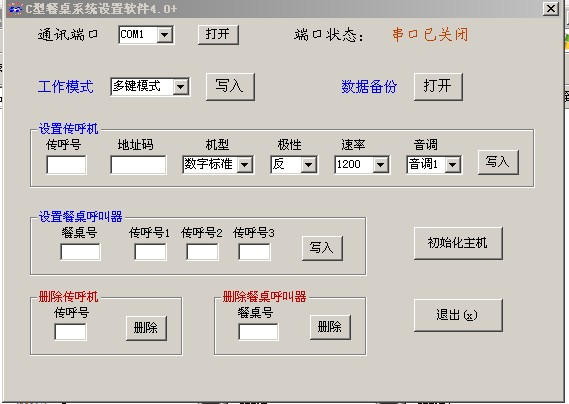 C型餐桌系统设置软件4.0+
通讯端口 COM1 打开 端口状态: 串口已关闭
工作模式 多键模式 写入 数据备份 打开
设置传呼机
传呼号 地址码 机型 极性 速率 音调
数字标准 反 1200 音调1 写入
设置餐桌呼叫器
餐桌号 传呼号1 传呼号2 传呼号3
写入
初始化主机
删除传呼机 删除餐桌呼叫器
传呼号 餐桌号
删除 删除
退出(x)